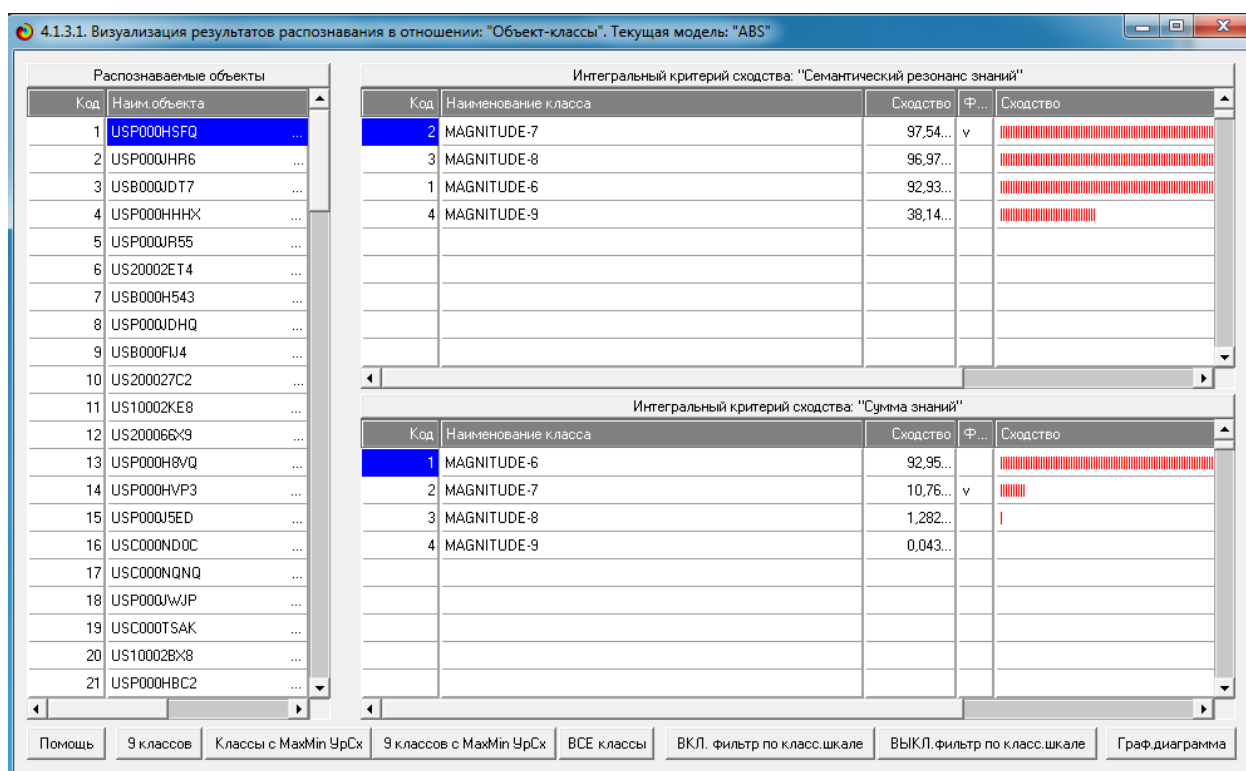 4.1.3.1. Визуализация результатов распознавания в отношении: "Объект-классы". Текущая модель: "ABS"
Распознаваемые объекты
Код Наим.объекта
1 USP000HSFQ ...
2 USP000JHR6 ...
3 USB000JDT7 ...
4 USP000HHHX ...
5 USP000JR55 ...
6 US20002ET4 ...
7 USB000H543 ...
8 USP000JDHQ ...
9 USB000FIJ4 ...
10 US200027C2 ...
11 US10002KE8 ...
12 US200066X9 ...
13 USP000H8VQ ...
14 USP000HVP3 ...
15 USP000J5ED ...
16 USC000ND0C ...
17 USC000NQNQ ...
18 USP000JWJP ...
19 USC000TSAK ...
20 US10002BX8 ...
21 USP000HBC2 ...
Интегральный критерий сходства: "Семантический резонанс знаний"
Код Наименование класса Сходство Ф... Сходство
2 MAGNITUDE-7 97,54... v
3 MAGNITUDE-8 96,97...
1 MAGNITUDE-6 92,93...
4 MAGNITUDE-9 38,14...
Интегральный критерий сходства: "Сумма знаний"
Код Наименование класса Сходство Ф... Сходство
1 MAGNITUDE-6 92,95...
2 MAGNITUDE-7 10,76... v
3 MAGNITUDE-8 1,282...
4 MAGNITUDE-9 0,043...
Помощь 9 классов Классы с MaxMin УрСх 9 классов с MaxMin УрСх ВСЕ классы ВКЛ. фильтр по класс.шкале ВЫКЛ.фильтр по класс.шкале Граф.диаграмма